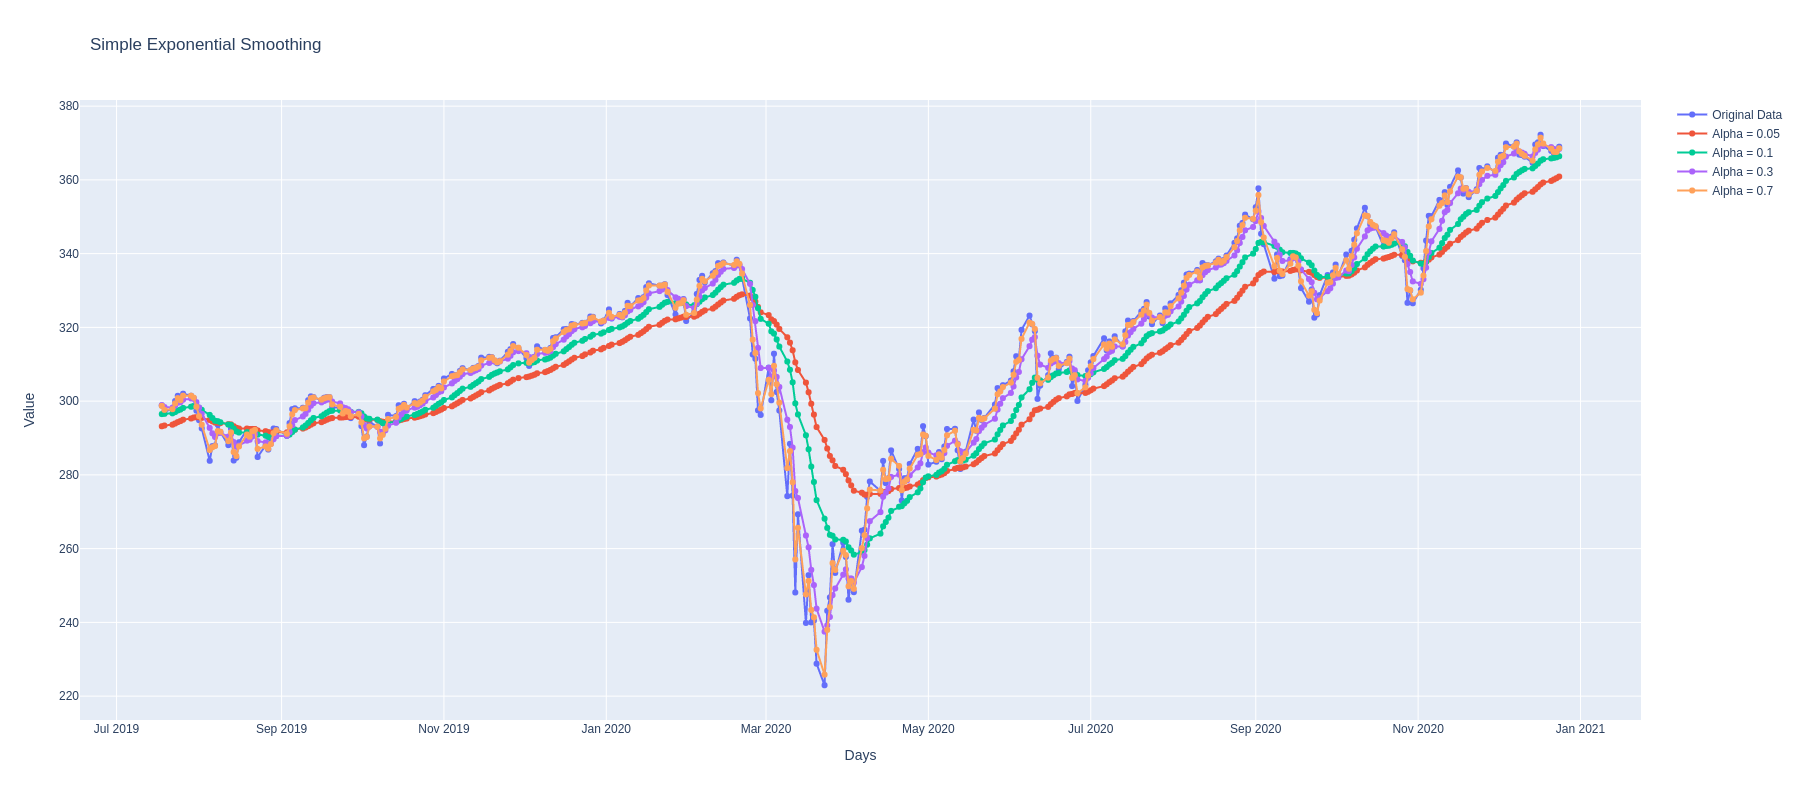 Simple Exponential Smoothing
380
360
340
320
300
280
260
240
220
Value
Jul 2019 Sep 2019 Nov 2019 Jan 2020 Mar 2020 May 2020 Jul 2020 Sep 2020 Nov 2020 Jan 2021
Days
Original Data
Alpha = 0.05
Alpha = 0.1
Alpha = 0.3
Alpha = 0.7